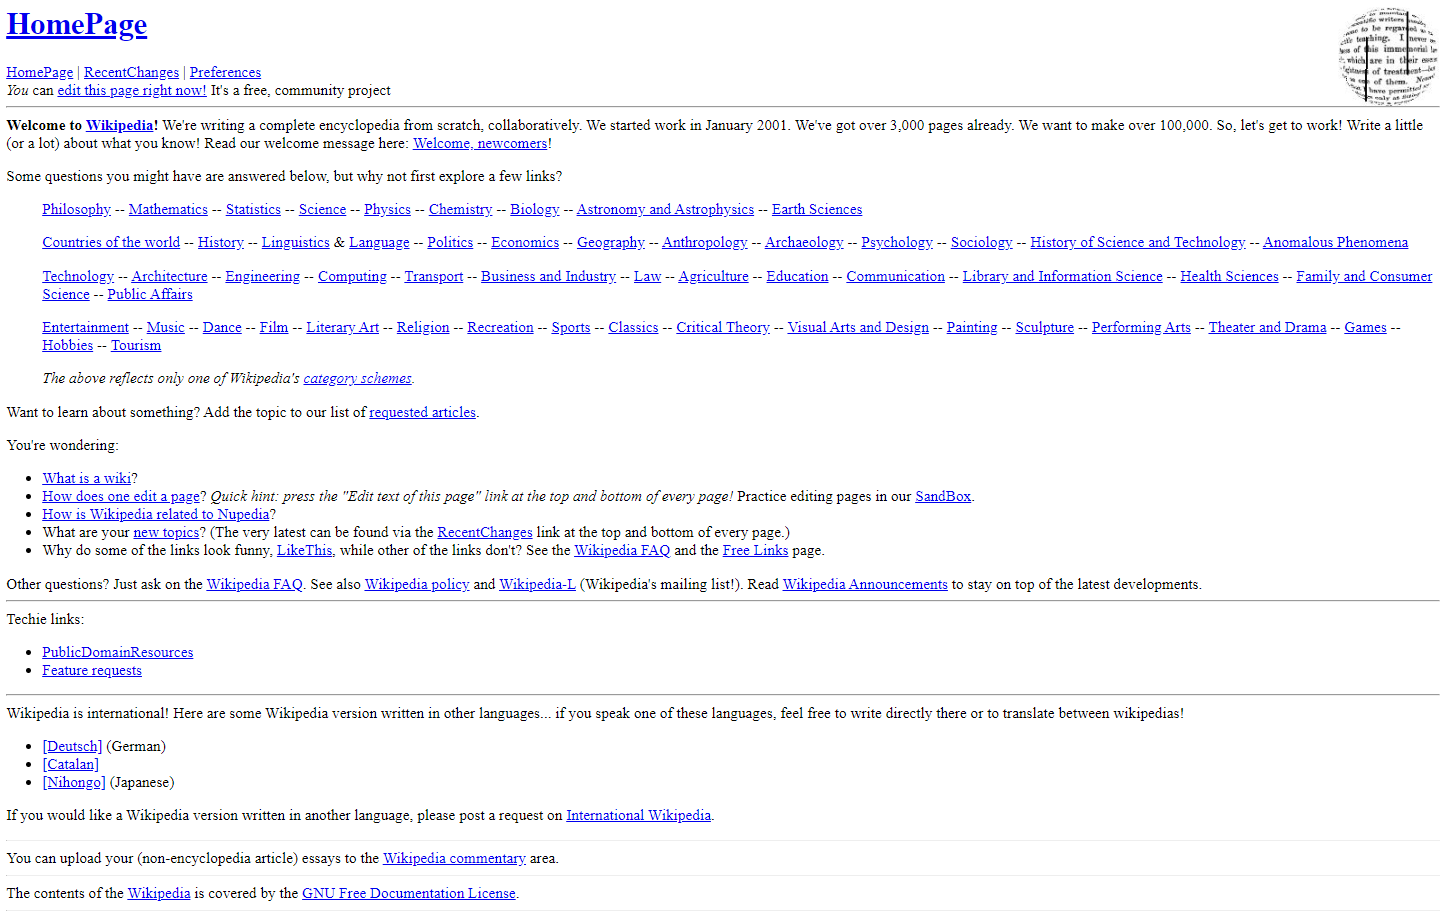 HomePage
HomePage | RecentChanges | Preferences
You can edit this page right now! It's a free, community project
Welcome to Wikipedia! We're writing a complete encyclopedia from scratch, collaboratively. We started work in January 2001. We've got over 3,000 pages already. We want to make over 100,000. So, let's get to work! Write a little
(or a lot) about what you know! Read our welcome message here: Welcome, newcomers!
Some questions you might have are answered below, but why not first explore a few links?
Philosophy -- Mathematics -- Statistics -- Science -- Physics -- Chemistry -- Biology -- Astronomy and Astrophysics -- Earth Sciences
Countries of the world -- History -- Linguistics & Language -- Politics -- Economics -- Geography -- Anthropology -- Archaeology -- Psychology -- Sociology -- History of Science and Technology -- Anomalous Phenomena
Technology -- Architecture -- Engineering -- Computing -- Transport -- Business and Industry -- Law -- Agriculture -- Education -- Communication -- Library and Information Science -- Health Sciences -- Family and Consumer
Science -- Public Affairs
Entertainment -- Music -- Dance -- Film -- Literary Art -- Religion -- Recreation -- Sports -- Classics -- Critical Theory -- Visual Arts and Design -- Painting -- Sculpture -- Performing Arts -- Theater and Drama -- Games --
Hobbies -- Tourism
The above reflects only one of Wikipedia's category schemes.
Want to learn about something? Add the topic to our list of requested articles.
You're wondering:
• What is a wiki?
• How does one edit a page? Quick hint: press the "Edit text of this page" link at the top and bottom of every page! Practice editing pages in our SandBox.
• How is Wikipedia related to Nupedia?
• What are your new topics? (The very latest can be found via the RecentChanges link at the top and bottom of every page.)
• Why do some of the links look funny, LikeThis, while other of the links don't? See the Wikipedia FAQ and the Free Links page.
Other questions? Just ask on the Wikipedia FAQ. See also Wikipedia policy and Wikipedia-L (Wikipedia's mailing list!). Read Wikipedia Announcements to stay on top of the latest developments.
Techie links:
• PublicDomainResources
• Feature requests
Wikipedia is international! Here are some Wikipedia version written in other languages... if you speak one of these languages, feel free to write directly there or to translate between wikipedias!
• [Deutsch] (German)
• [Catalan]
• [Nihongo] (Japanese)
If you would like a Wikipedia version written in another language, please post a request on International Wikipedia.
You can upload your (non-encyclopedia article) essays to the Wikipedia commentary area.
The contents of the Wikipedia is covered by the GNU Free Documentation License.